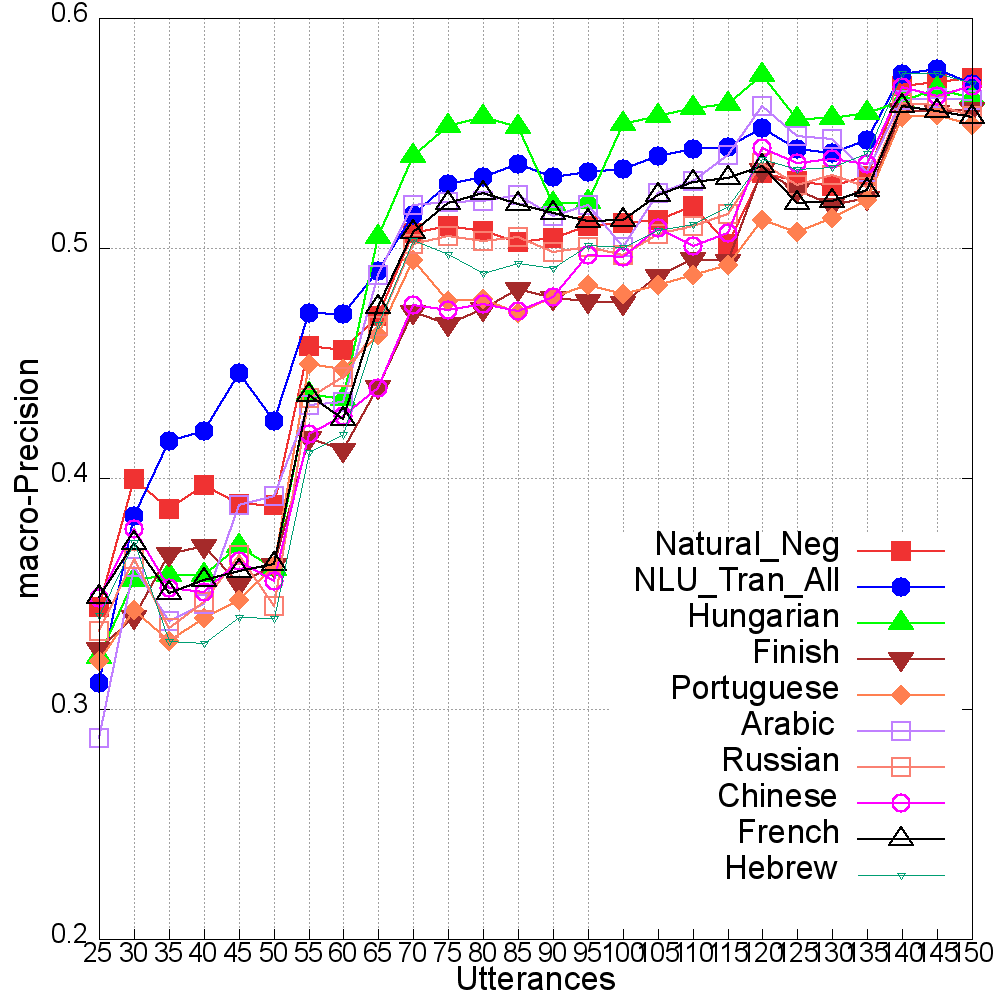 0.6
0.5
0.4
0.3
0.2
macro-Precision
Natural_Neg
NLU_Tran_All
Hungarian
Finish
Portuguese
Arabic
Russian
Chinese
French
Hebrew
25 30 35 40 45 50 55 60 65 70 75 80 85 90 95 100 105 110 115 120 125 130 135 140 145 150
Utterances